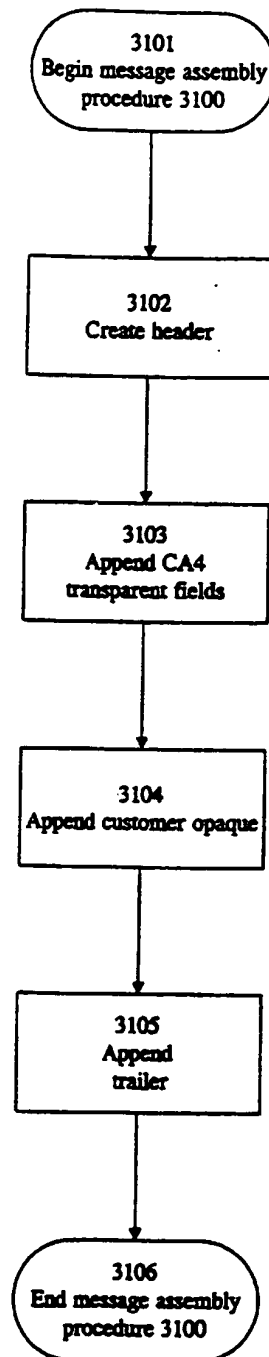 3101
Begin message assembly
procedure 3100
3102
Create header
3103
Append CA4
transparent fields
3104
Append customer opaque
3105
Append
trailer
3106
End message assembly
procedure 3100